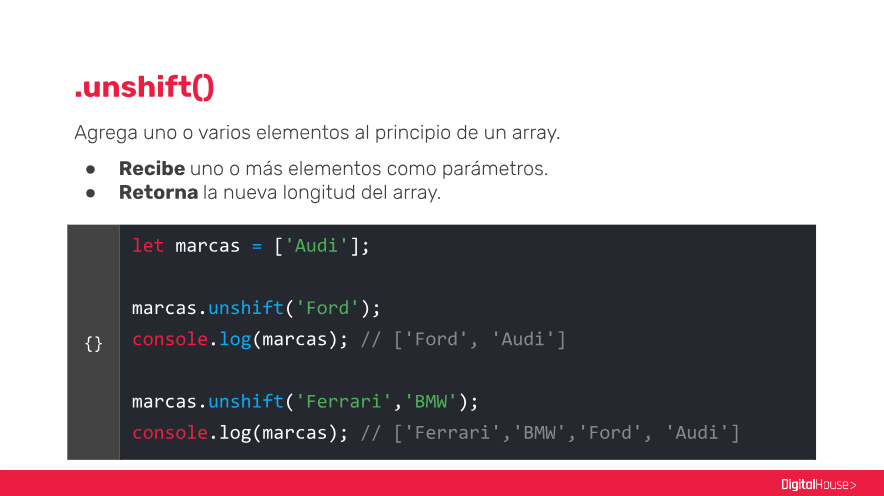 .unshift()
Agrega uno o varios elementos al principio de un array.
● Recibe uno o más elementos como parámetros.
● Retorna la nueva longitud del array.
let marcas = ['Audi'];
marcas.unshift('Ford');
{}
console.log(marcas); // ['Ford', 'Audi']
marcas.unshift('Ferrari','BMW');
console.log(marcas); // ['Ferrari','BMW','Ford', 'Audi']
DigitalHouse>